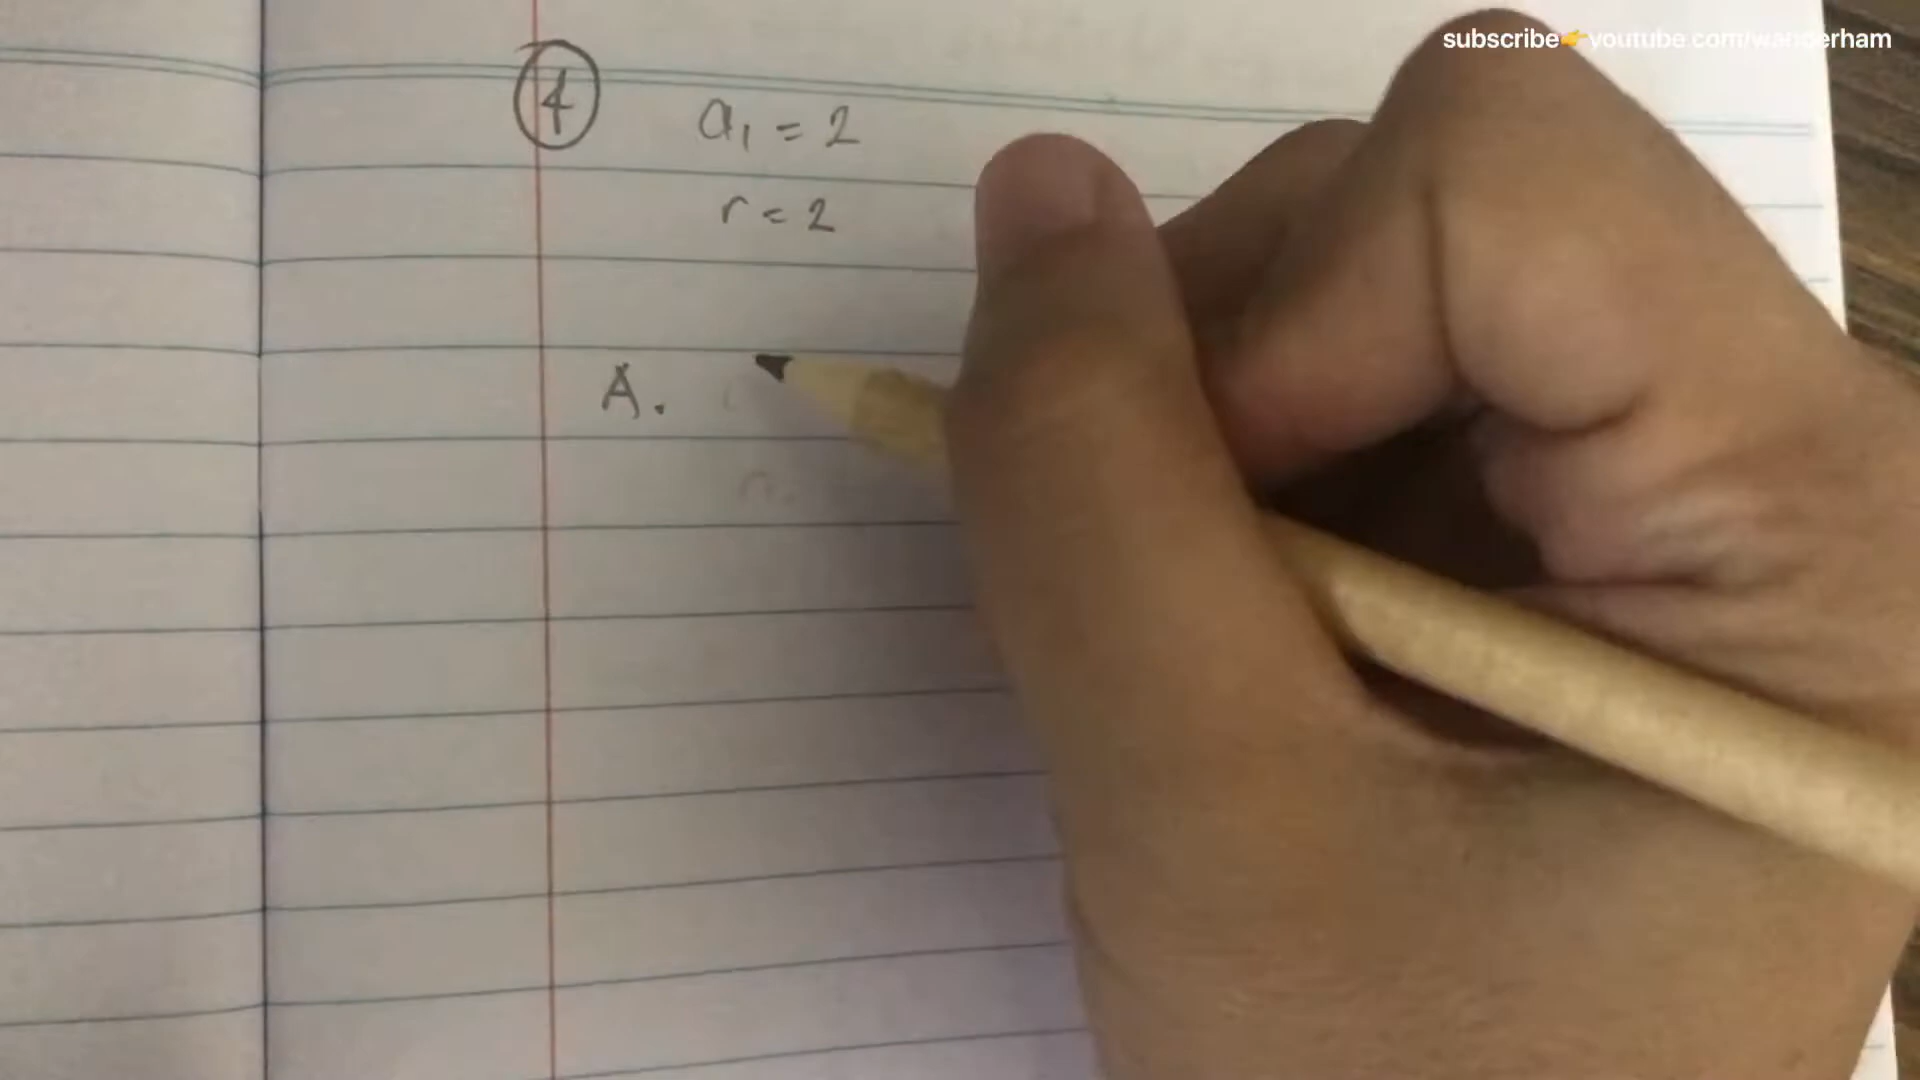 subscribe👉youtube.com/wanderham
④
a₁ = 2
r = 2
A.